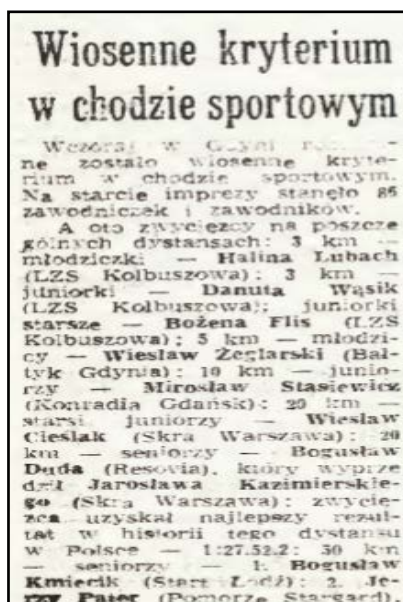 Wiosenne kryterium
w chodzie sportowym
Wczoraj w Gdyni
ne zostało wiosenne kryte-
rium w chodzie sportowym.
Na starcie imprezy stanęło 86
zawodniczek i zawodników.
A oto zwycięzcy na poszcze
gólnych dystansach: 3 km —
młodziczki — Halina Lubach
(LZS Kolbuszowa): 3 km —
juniorki — Danuta Wąsik
(LZS Kolbuszowa); juniorki
starsze — Bożena Flis (LZS
Kolbuszowa); 5 km — młodzi-
cy — Wiesław Żeglarski (Bał-
tyk Gdynia): 10 km — junio-
rzy — Mirosław Stasiewicz
(Konradia Gdańsk): 20 km —
starsi juniorzy — Wiesław
Cieślak (Skra Warszawa): 20
km — seniorzy — Bogusław
Duda (Resovia), który wyprze
dził Jarosława Kazimierskie-
go (Skra Warszawa): zwycię-
zca uzyskał najlepszy rezul-
tat w historii tego dystansu
w Polsce — 1:27.52.2: 30 km
— seniorzy — 1. Bogusław
Kmiecik (Start Łódź): 2. Je-
rzy Pater (Pomorze Stargard),